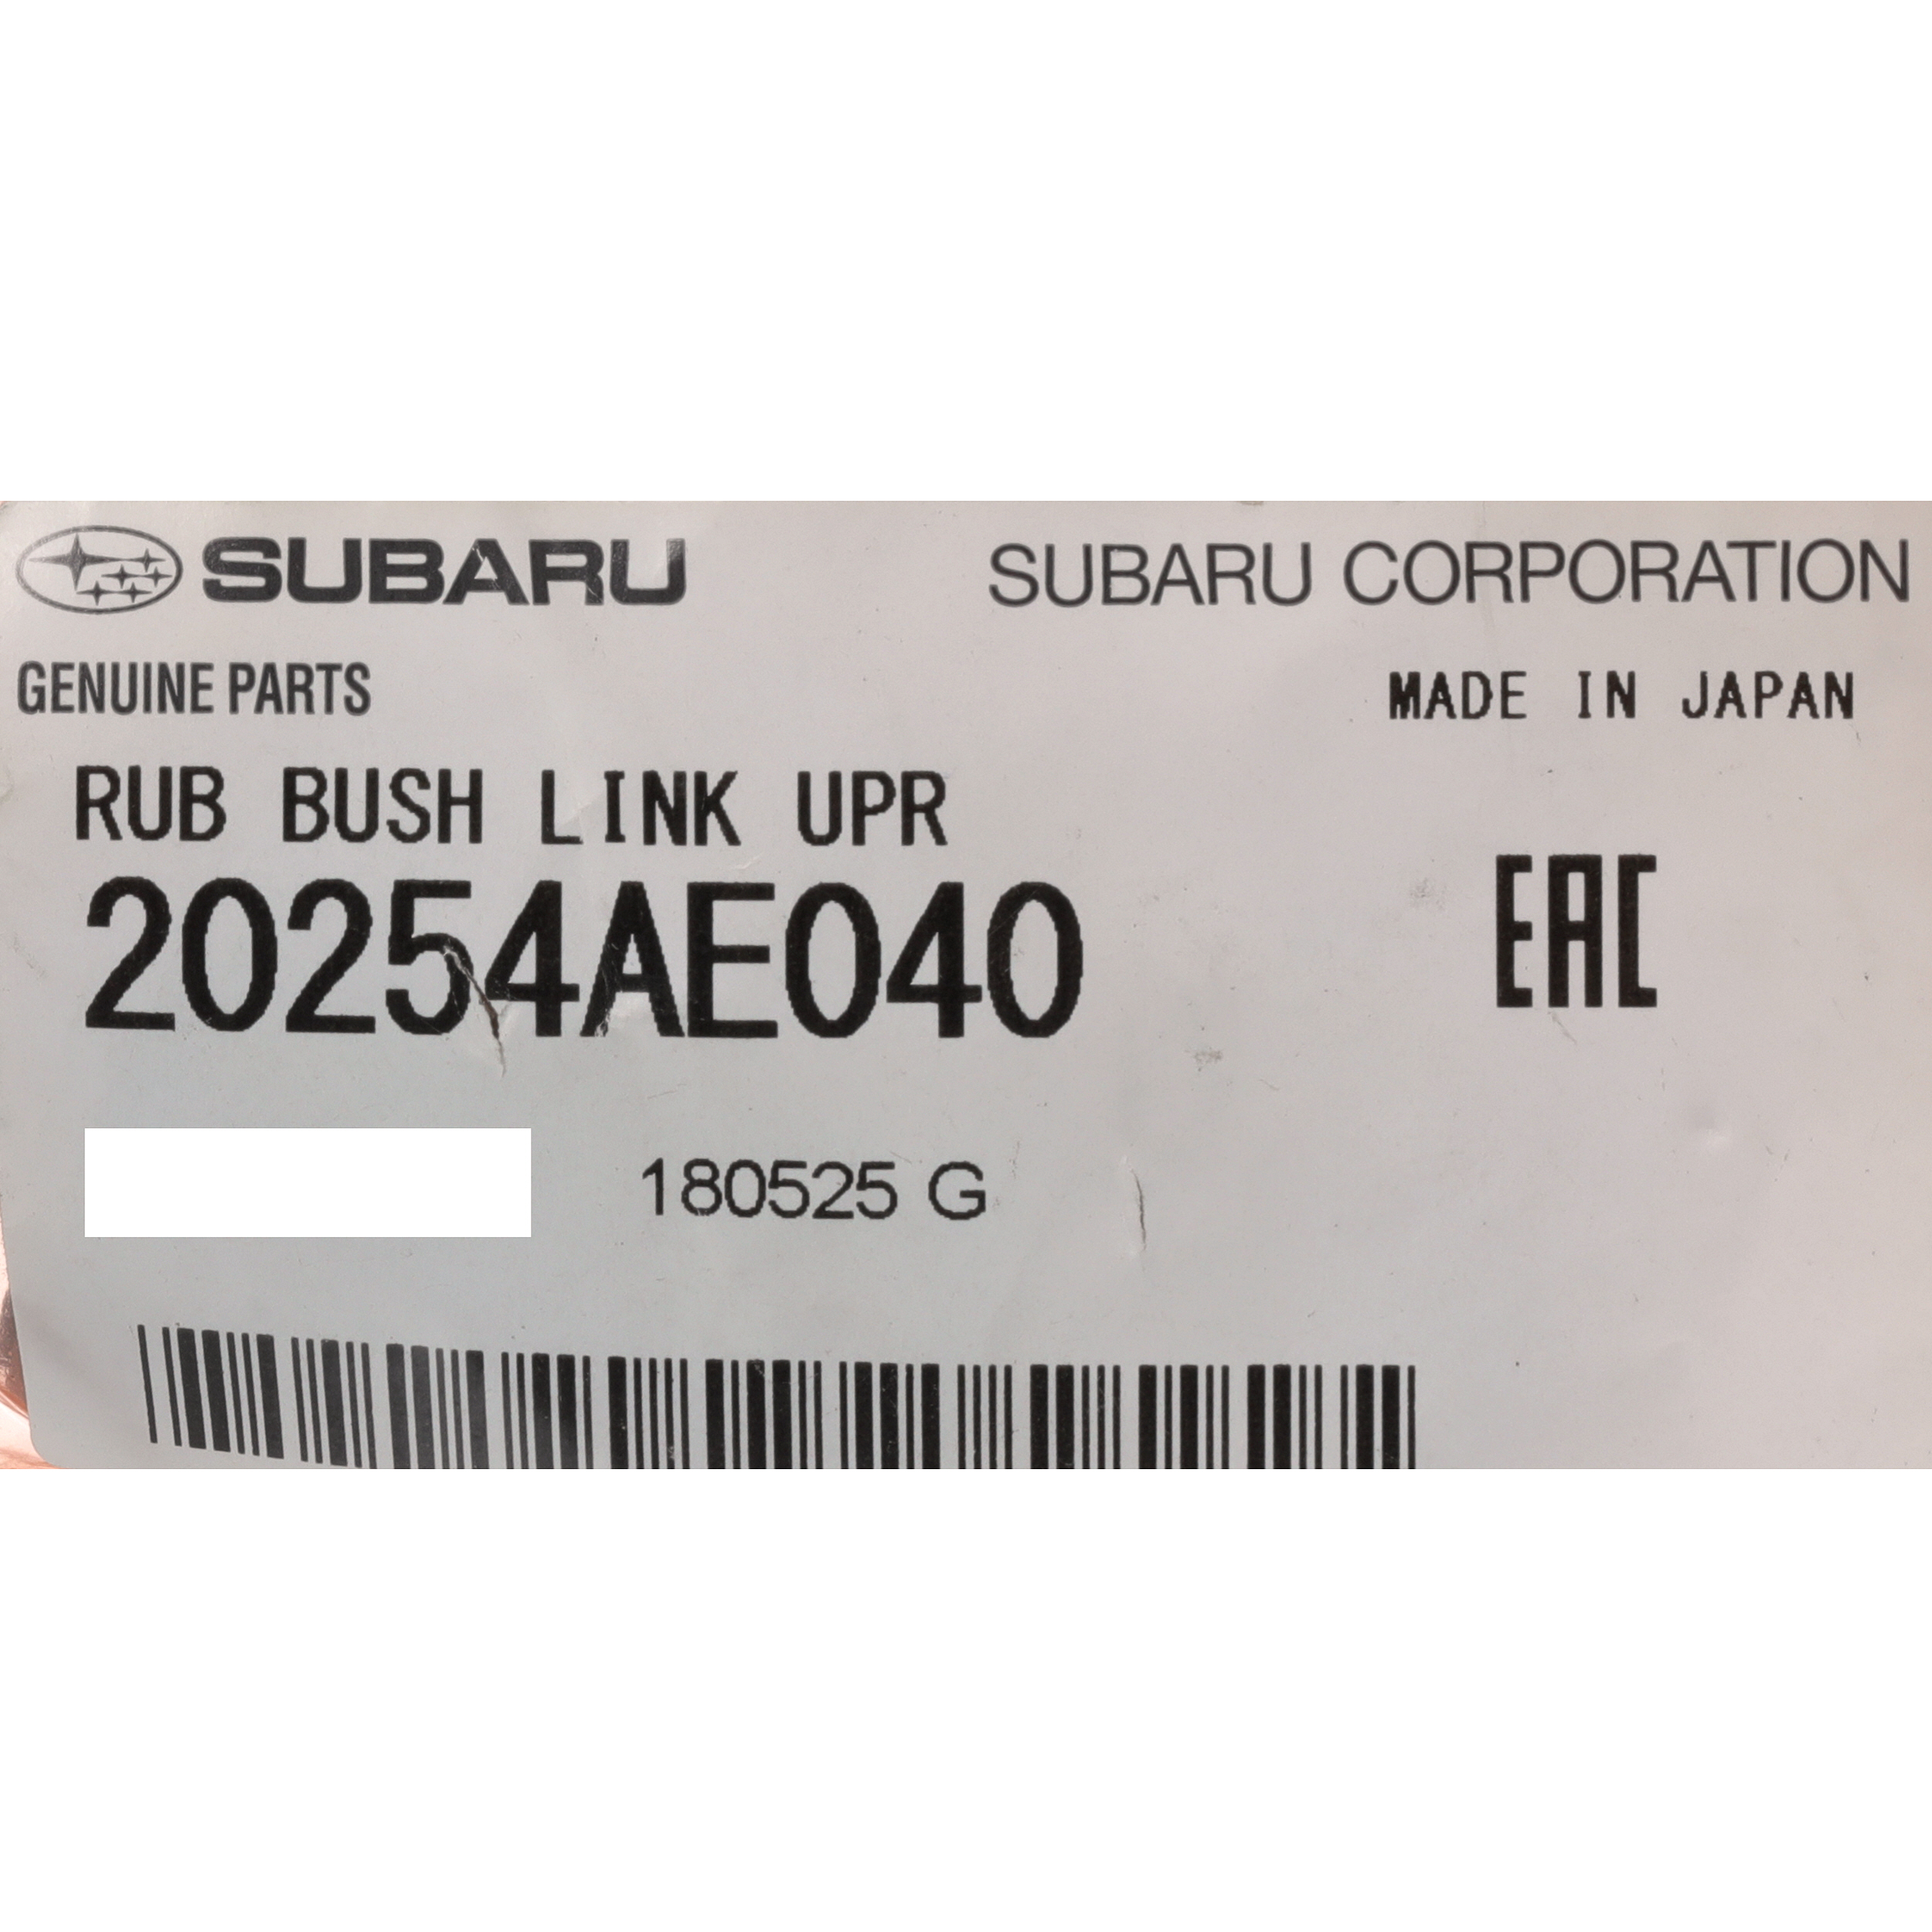 SUBARU SUBARU CORPORATION
GENUINE PARTS MADE IN JAPAN
RUB BUSH LINK UPR
20254AE040 EAC
180525 G